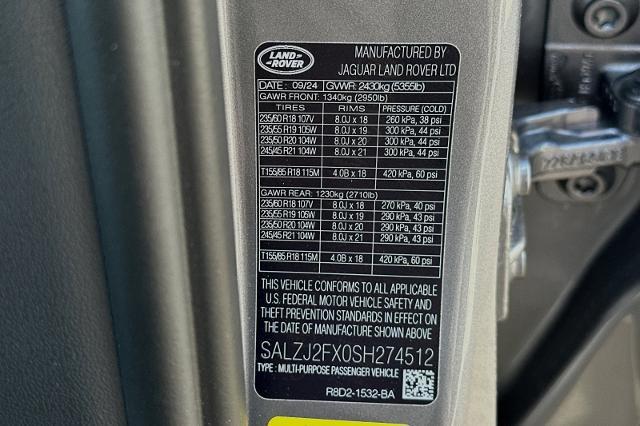 LAND ROVER
MANUFACTURED BY
JAGUAR LAND ROVER LTD
DATE : 09/24 GVWR: 2430kg (5355lb)
GAWR FRONT: 1340kg (2950lb)
TIRES RIMS PRESSURE (COLD)
235/60 R18 107V 8.0J x 18 260 kPa, 38 psi
235/55 R19 105W 8.0J x 19 300 kPa, 44 psi
235/50 R20 104W 8.0J x 20 300 kPa, 44 psi
245/45 R21 104W 8.0J x 21 300 kPa, 44 psi
T155/85 R18 115M 4.0B x 18 420 kPa, 60 psi
GAWR REAR: 1230kg (2710lb)
235/60 R18 107V 8.0J x 18 270 kPa, 40 psi
235/55 R19 105W 8.0J x 19 290 kPa, 43 psi
235/50 R20 104W 8.0J x 20 290 kPa, 43 psi
245/45 R21 104W 8.0J x 21 290 kPa, 43 psi
T155/85 R18 115M 4.0B x 18 420 kPa, 60 psi
THIS VEHICLE CONFORMS TO ALL APPLICABLE
U.S. FEDERAL MOTOR VEHICLE SAFETY AND
THEFT PREVENTION STANDARDS IN EFFECT ON
THE DATE OF MANUFACTURE SHOWN ABOVE
SALZJ2FX0SH274512
TYPE : MULTI-PURPOSE PASSENGER VEHICLE
R8D2-1532-BA